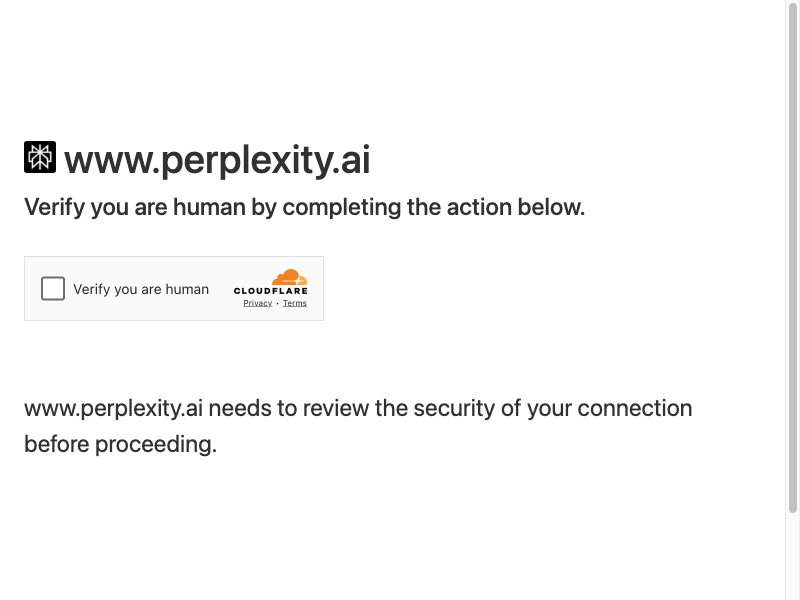 www.perplexity.ai
Verify you are human by completing the action below.
Verify you are human
CLOUDFLARE
Privacy • Terms
www.perplexity.ai needs to review the security of your connection
before proceeding.